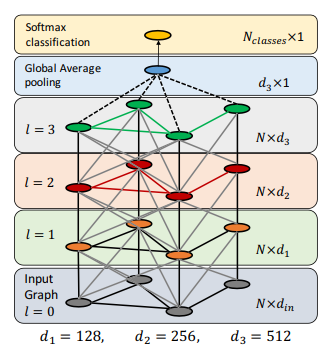 Softmax
classification
N_classes×1
Global Average
pooling
d_3×1
l = 3
N×d_3
l = 2
N×d_2
l = 1
N×d_1
Input
Graph
l = 0
N×d_in
d_1 = 128, d_2 = 256, d_3 = 512